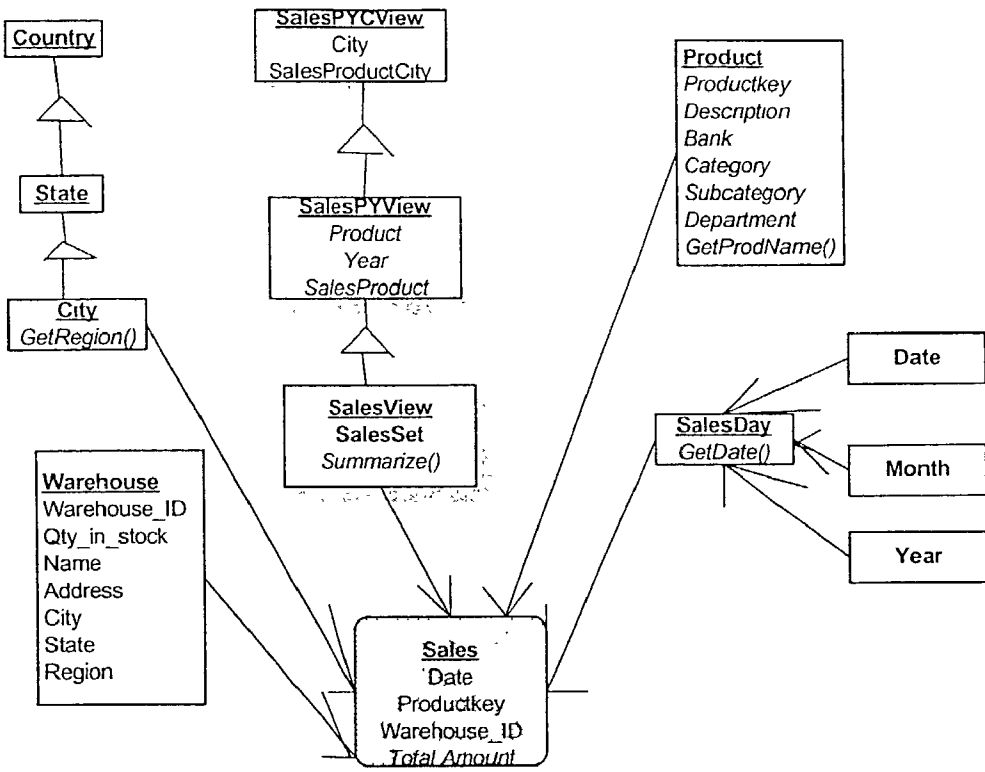 Country
State
City
GetRegion()
SalesPYCView
City
SalesProductCity
SalesPYView
Product
Year
SalesProduct
SalesView
SalesSet
Summarize()
Product
Productkey
Description
Bank
Category
Subcategory
Department
GetProdName()
Date
SalesDay
GetDate()
Month
Year
Warehouse
Warehouse_ID
Qty_in_stock
Name
Address
City
State
Region
Sales
Date
Productkey
Warehouse_ID
Total Amount